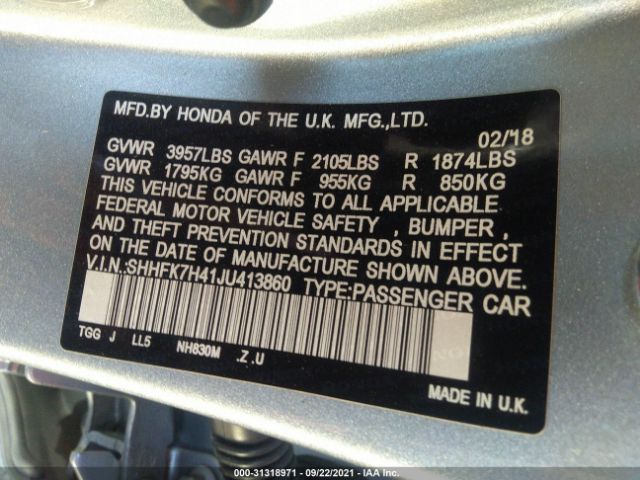 MFD.BY HONDA OF THE U.K. MFG.,LTD.
02/'18
GVWR 3957LBS GAWR F 2105LBS R 1874LBS
GVWR 1795KG GAWR F 955KG R 850KG
THIS VEHICLE CONFORMS TO ALL APPLICABLE
FEDERAL MOTOR VEHICLE SAFETY , BUMPER ,
AND THEFT PREVENTION STANDARDS IN EFFECT
ON THE DATE OF MANUFACTURE SHOWN ABOVE.
V.I.N.:SHHFK7H41JU413860 TYPE:PASSENGER CAR
TGG J LL5 NH830M .Z.U
MADE IN U.K.
000-31318971 | 09/22/2021 | IAA Inc.